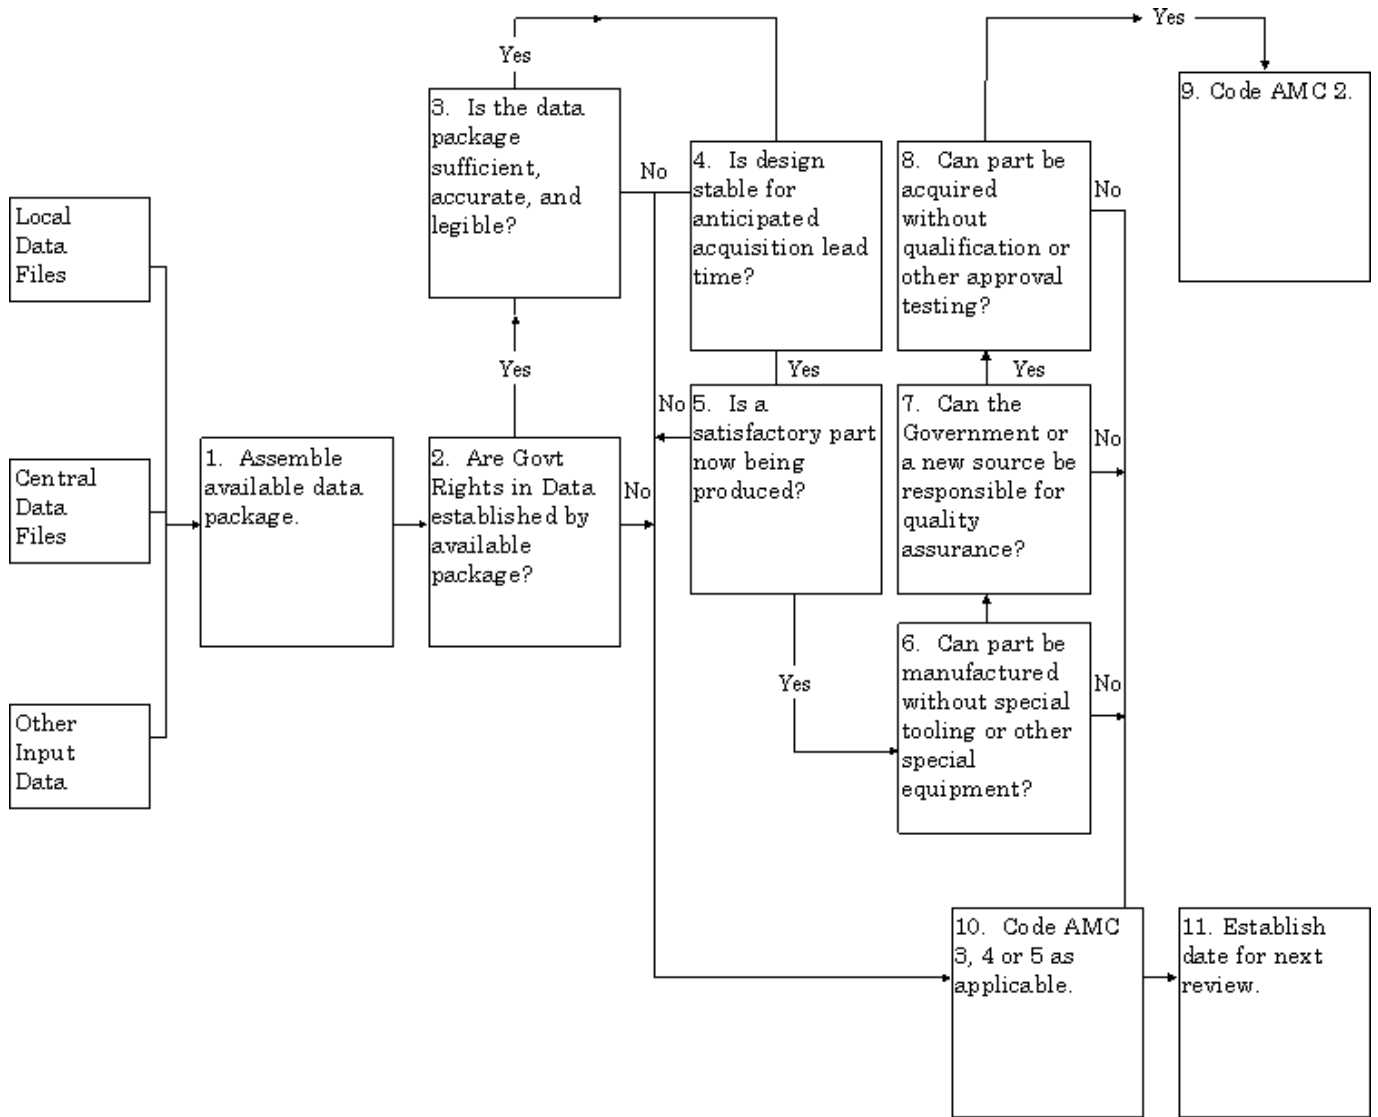 Local
Data
Files
Central
Data
Files
Other
Input
Data
1. Assemble
available data
package.
2. Are Govt
Rights in Data
established by
available
package?
No
Yes
3. Is the data
package
sufficient,
accurate, and
legible?
Yes
No
4. Is design
stable for
anticipated
acquisition lead
time?
Yes
No
5. Is a
satisfactory part
now being
produced?
Yes
6. Can part be
manufactured
without special
tooling or other
special
equipment?
No
7. Can the
Government or
a new source be
responsible for
quality
assurance?
No
Yes
8. Can part be
acquired
without
qualification or
other approval
testing?
No
Yes
9. Code AMC 2.
10. Code AMC
3, 4 or 5 as
applicable.
11. Establish
date for next
review.